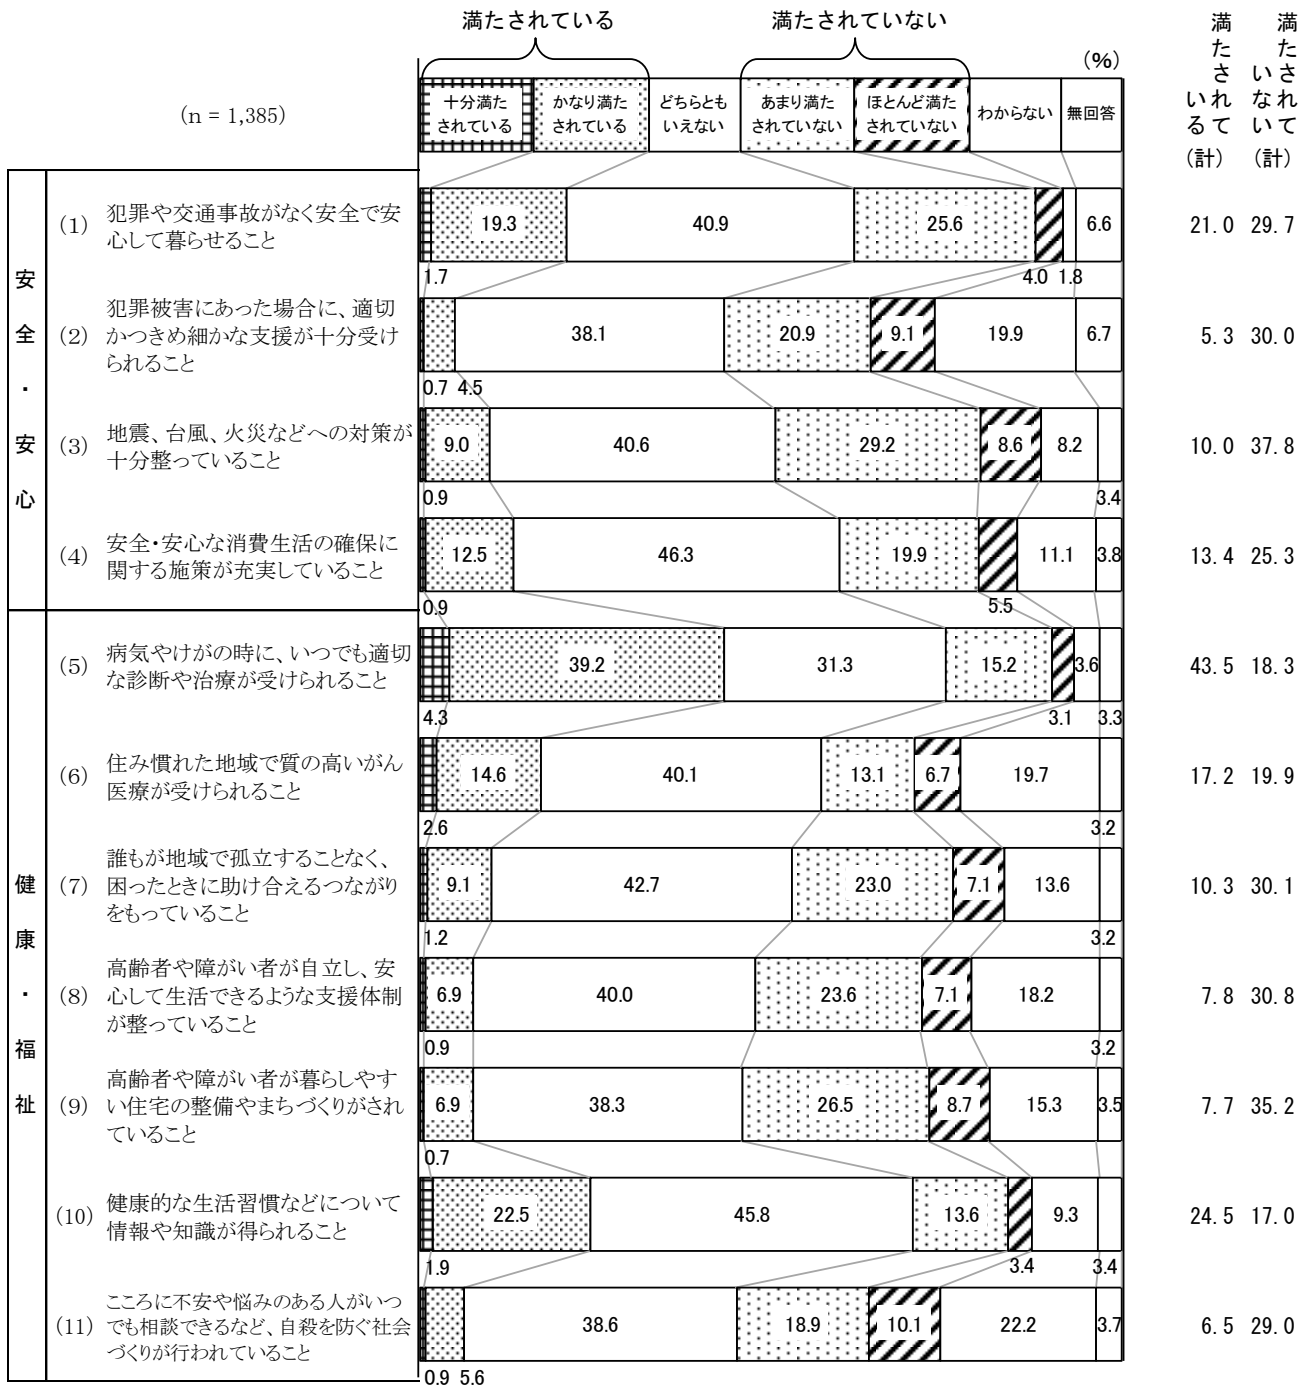 満たされている
満たされていない
(%)
満たされている(計)
満たされていない(計)
(n = 1,385)
十分満たされている
かなり満たされている
どちらともいえない
あまり満たされていない
ほとんど満たされていない
わからない
無回答
安全・安心
(1) 犯罪や交通事故がなく安全で安
心して暮らせること
19.3 40.9 25.6 6.6 21.0 29.7
1.7 4.0 1.8
(2) 犯罪被害にあった場合に、適切
かつきめ細かな支援が十分受け
られること
38.1 20.9 9.1 19.9 6.7 5.3 30.0
0.7 4.5
(3) 地震、台風、火災などへの対策が
十分整っていること
9.0 40.6 29.2 8.6 8.2 10.0 37.8
0.9 3.4
(4) 安全・安心な消費生活の確保に
関する施策が充実していること
12.5 46.3 19.9 11.1 3.8 13.4 25.3
0.9 5.5
健康・福祉
(5) 病気やけがの時に、いつでも適切
な診断や治療が受けられること
39.2 31.3 15.2 3.6 43.5 18.3
4.3 3.1 3.3
(6) 住み慣れた地域で質の高いがん
医療が受けられること
14.6 40.1 13.1 6.7 19.7 17.2 19.9
2.6 3.2
(7) 誰もが地域で孤立することなく、
困ったときに助け合えるつながり
をもっていること
9.1 42.7 23.0 7.1 13.6 10.3 30.1
1.2 3.2
(8) 高齢者や障がい者が自立し、安
心して生活できるような支援体制
が整っていること
6.9 40.0 23.6 7.1 18.2 7.8 30.8
0.9 3.2
(9) 高齢者や障がい者が暮らしやす
い住宅の整備やまちづくりがされ
ていること
6.9 38.3 26.5 8.7 15.3 3.5 7.7 35.2
0.7
(10) 健康的な生活習慣などについて
情報や知識が得られること
22.5 45.8 13.6 9.3 24.5 17.0
1.9 3.4 3.4
(11) こころに不安や悩みのある人がいつ
でも相談できるなど、自殺を防ぐ社会
づくりが行われていること
38.6 18.9 10.1 22.2 3.7 6.5 29.0
0.9 5.6